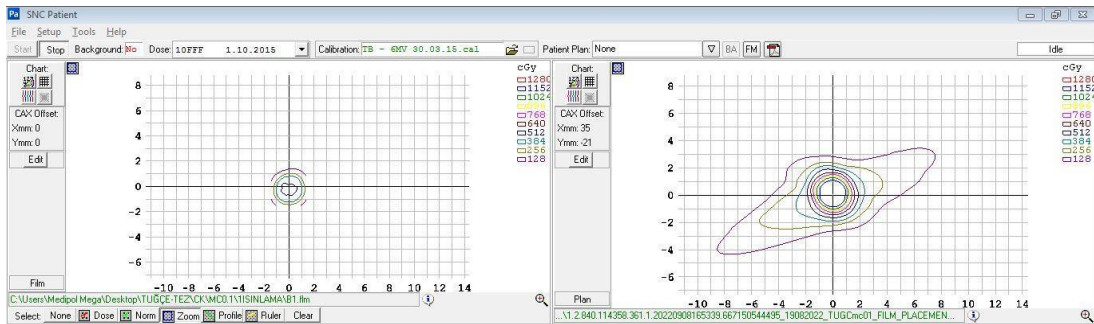 Pa SNC Patient
File Setup Tools Help
Start Stop Background: No Dose: 10FFF 1.10.2015 Calibration: TB - 6MV 30.03.15.cal Patient Plan: None BA FM Idle
Chart:
CAX Offset:
Xmm: 0
Ymm: 0
Edit
Film
8
6
4
2
0
-2
-4
-6
-10 -8 -6 -4 -2 0 2 4 6 8 10 12 14
cGy
1280
1152
1024
896
768
640
512
384
256
128
C:\Users\Medipol Mega\Desktop\TUĞÇE-TEZ\CK\MC0.1\1ISINLAMA\B1.flm
Select: None Dose Norm Zoom Profile Ruler Clear
Chart:
CAX Offset:
Xmm: 35
Ymm: -21
Edit
Plan
8
6
4
2
0
-2
-4
-6
-10 -8 -6 -4 -2 0 2 4 6 8 10 12 14
cGy
1280
1152
1024
896
768
640
512
384
256
128
...\1.2.840.114358.361.1.20220908165339.667150544495_19082022_TUGCmc01_FILM_PLACEMEN...